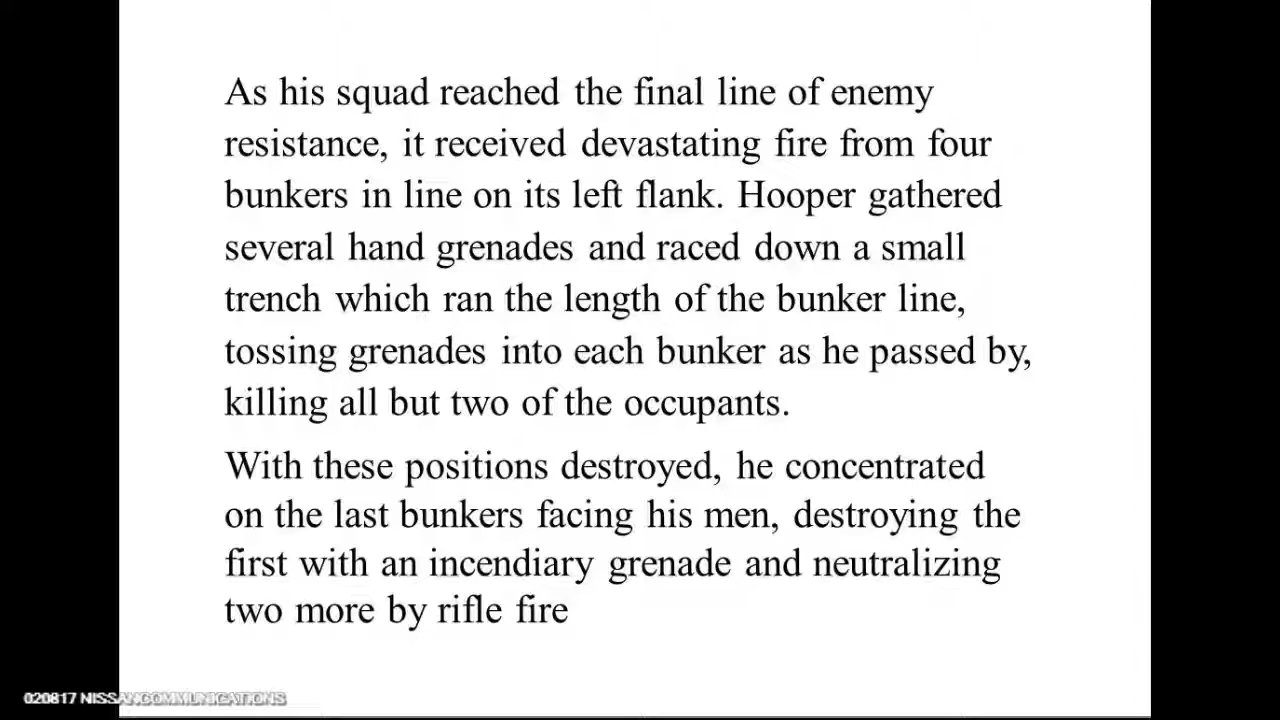 As his squad reached the final line of enemy
resistance, it received devastating fire from four
bunkers in line on its left flank. Hooper gathered
several hand grenades and raced down a small
trench which ran the length of the bunker line,
tossing grenades into each bunker as he passed by,
killing all but two of the occupants.
With these positions destroyed, he concentrated
on the last bunkers facing his men, destroying the
first with an incendiary grenade and neutralizing
two more by rifle fire
020817 NISSANCOMMUNICATIONS